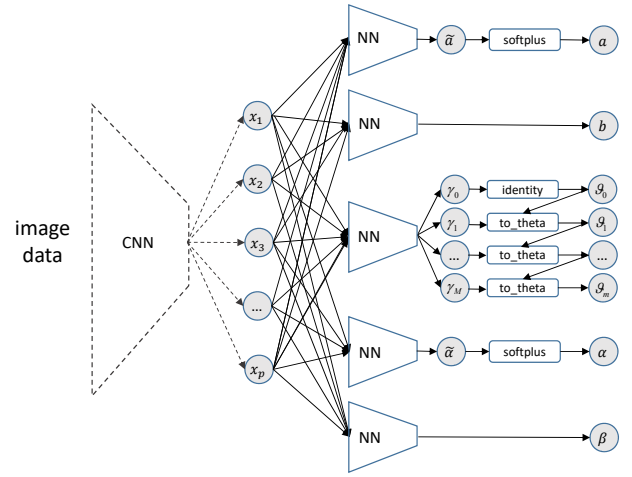 image
data
CNN
x₁
x₂
x₃
...
xₚ
NN
ã
softplus
a
NN
b
NN
γ₀
identity
ϑ₀
γ₁
to_theta
ϑ₁
...
to_theta
...
γ_M
to_theta
ϑₘ
NN
α̃
softplus
α
NN
β